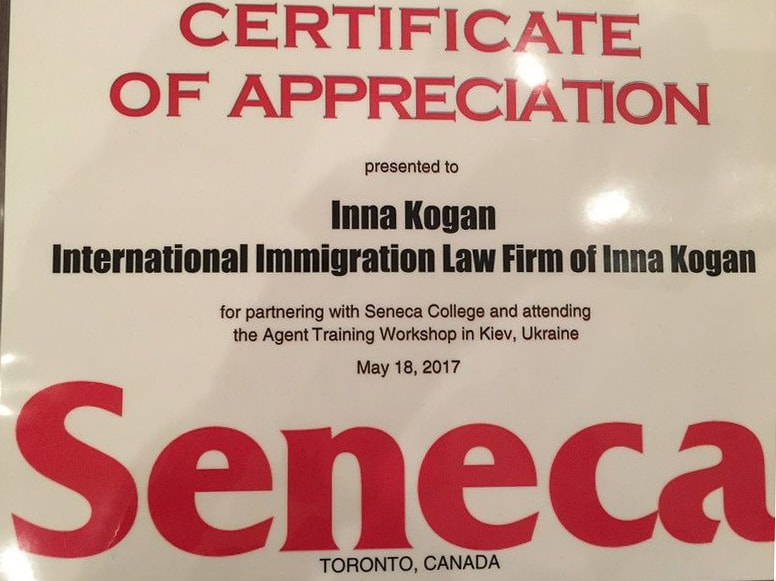 CERTIFICATE
OF APPRECIATION
presented to
Inna Kogan
International Immigration Law Firm of Inna Kogan
for partnering with Seneca College and attending
the Agent Training Workshop in Kiev, Ukraine
May 18, 2017
Seneca
TORONTO, CANADA